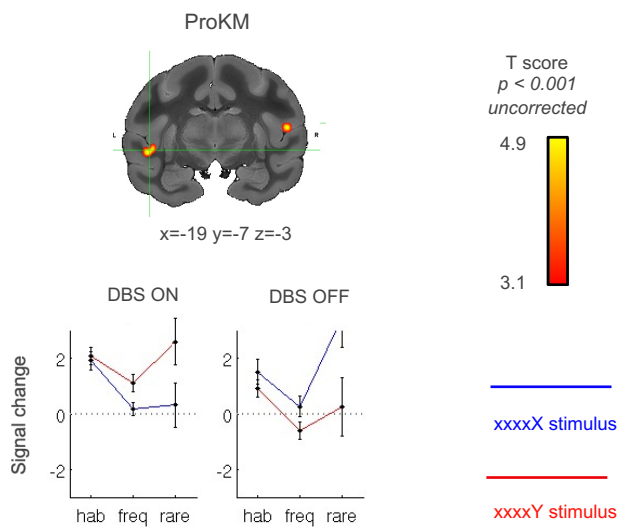 ProKM
T score
p < 0.001
uncorrected
4.9
3.1
L
R
x=-19 y=-7 z=-3
DBS ON
DBS OFF
Signal change
2
0
-2
hab freq rare
2
0
-2
hab freq rare
xxxxX stimulus
xxxxY stimulus